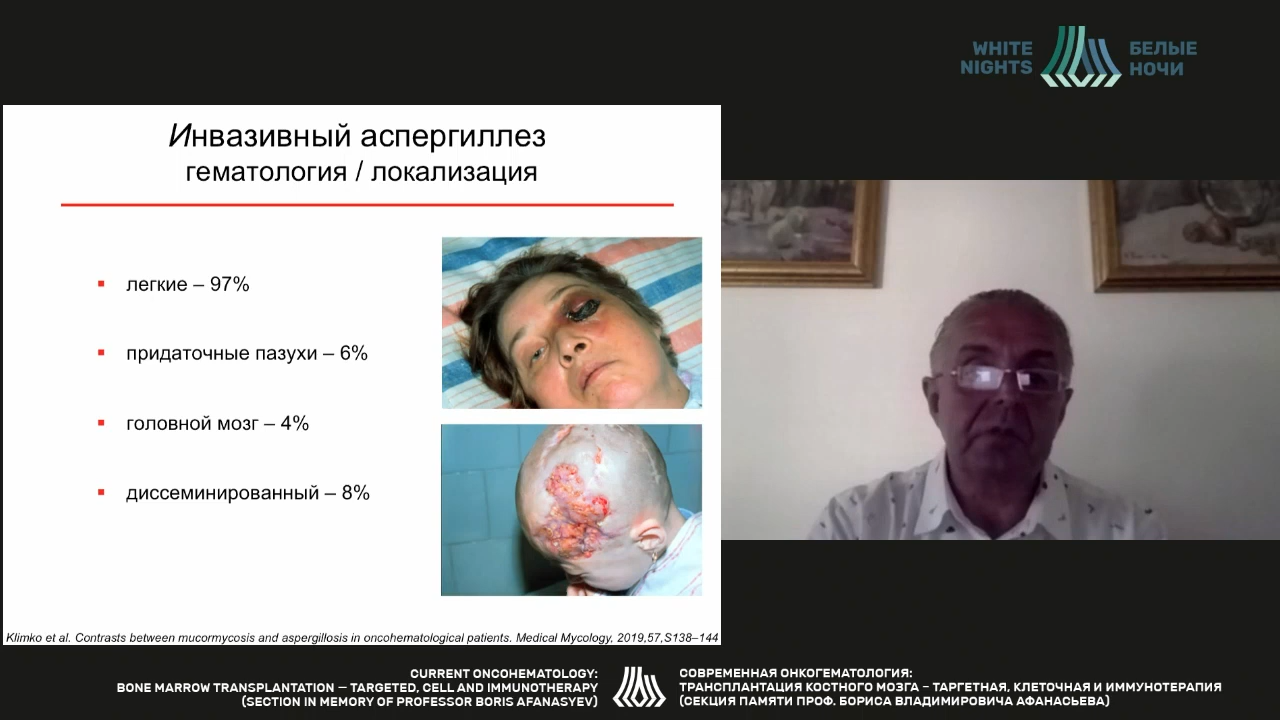 WHITE
NIGHTS
БЕЛЫЕ
НОЧИ
Инвазивный аспергиллез
гематология / локализация
легкие – 97%
придаточные пазухи – 6%
головной мозг – 4%
диссеминированный – 8%
Klimko et al. Contrasts between mucormycosis and aspergillosis in oncohematological patients. Medical Mycology, 2019,57,S138–144
CURRENT ONCOHEMATOLOGY:
BONE MARROW TRANSPLANTATION – TARGETED, CELL AND IMMUNOTHERAPY
(SECTION IN MEMORY OF PROFESSOR BORIS AFANASYEV)
СОВРЕМЕННАЯ ОНКОГЕМАТОЛОГИЯ:
ТРАНСПЛАНТАЦИЯ КОСТНОГО МОЗГА – ТАРГЕТНАЯ, КЛЕТОЧНАЯ И ИММУНОТЕРАПИЯ
(СЕКЦИЯ ПАМЯТИ ПРОФ. БОРИСА ВЛАДИМИРОВИЧА АФАНАСЬЕВА)